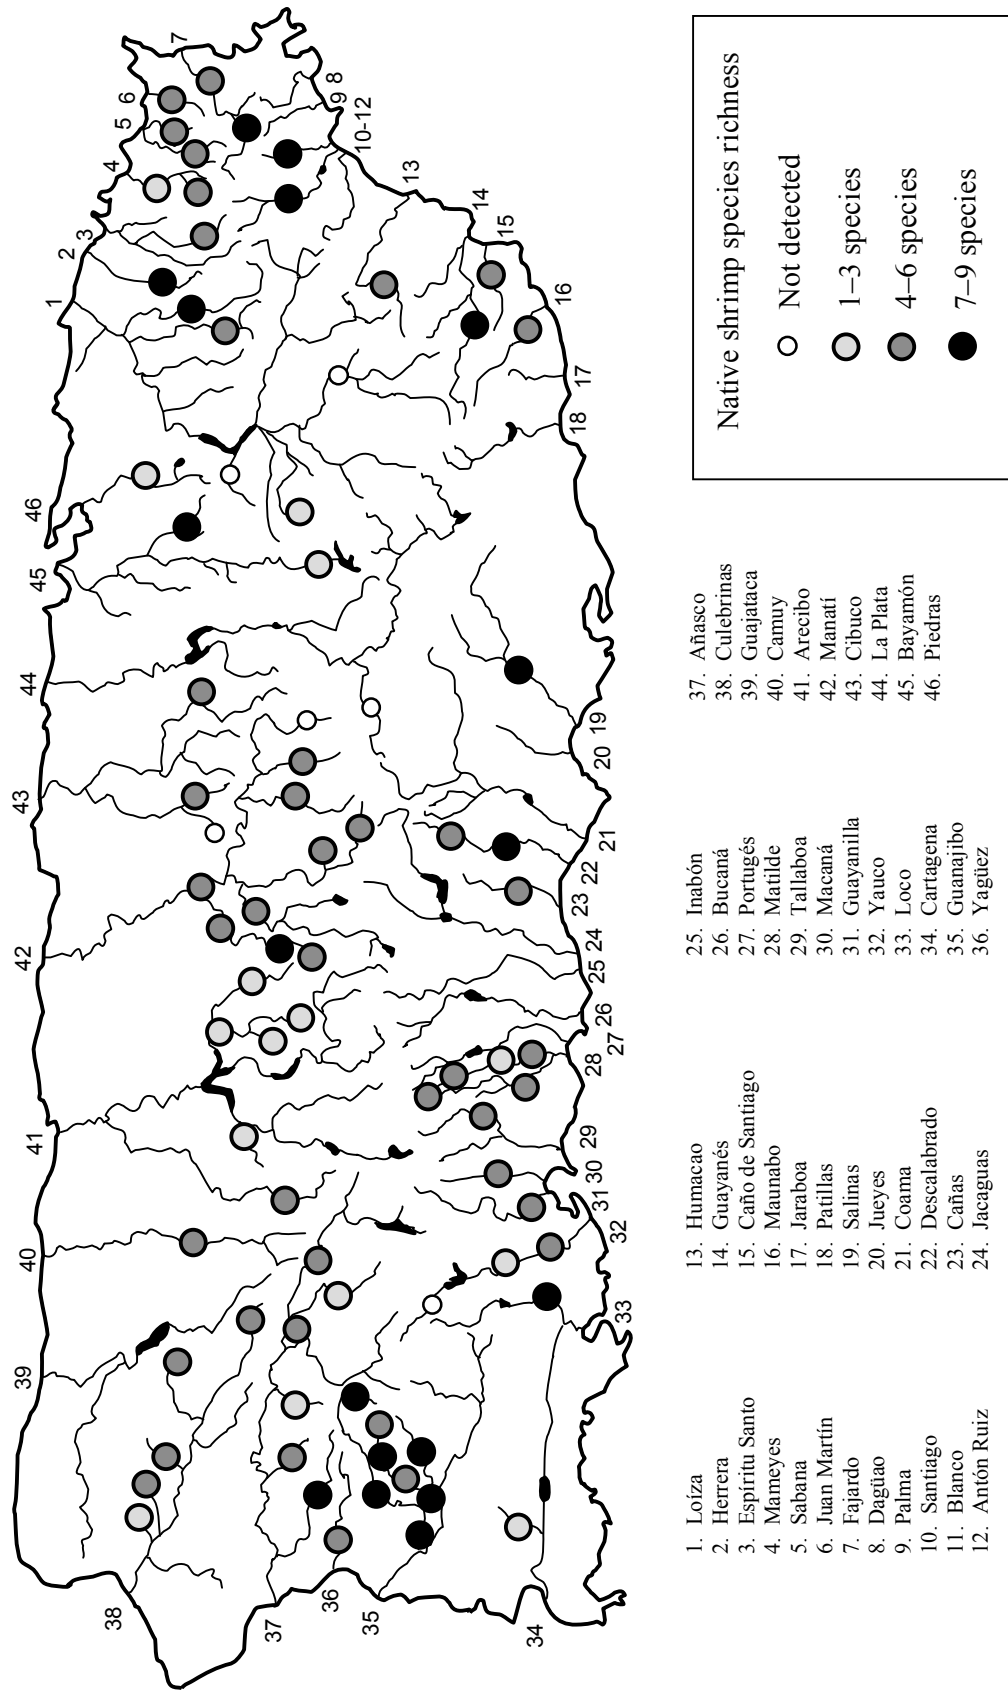 1
2
3
4
5
6
7
8
9
10-12
13
14
15
16
17
18
19
20
21
22
23
24
25
26
27
28
29
30
31
32
33
34
35
36
37
38
39
40
41
42
43
44
45
46
1. Loíza
2. Herrera
3. Espíritu Santo
4. Mameyes
5. Sabana
6. Juan Martín
7. Fajardo
8. Dagüao
9. Palma
10. Santiago
11. Blanco
12. Antón Ruiz
13. Humacao
14. Guayanés
15. Caño de Santiago
16. Maunabo
17. Jaraboa
18. Patillas
19. Salinas
20. Jueyes
21. Coama
22. Descalabrado
23. Cañas
24. Jacaguas
25. Inabón
26. Bucaná
27. Portugés
28. Matilde
29. Tallaboa
30. Macaná
31. Guayanilla
32. Yauco
33. Loco
34. Cartagena
35. Guanajibo
36. Yagüez
37. Añasco
38. Culebrinas
39. Guajataca
40. Camuy
41. Arecibo
42. Manatí
43. Cibuco
44. La Plata
45. Bayamón
46. Piedras
Native shrimp species richness
Not detected
1–3 species
4–6 species
7–9 species